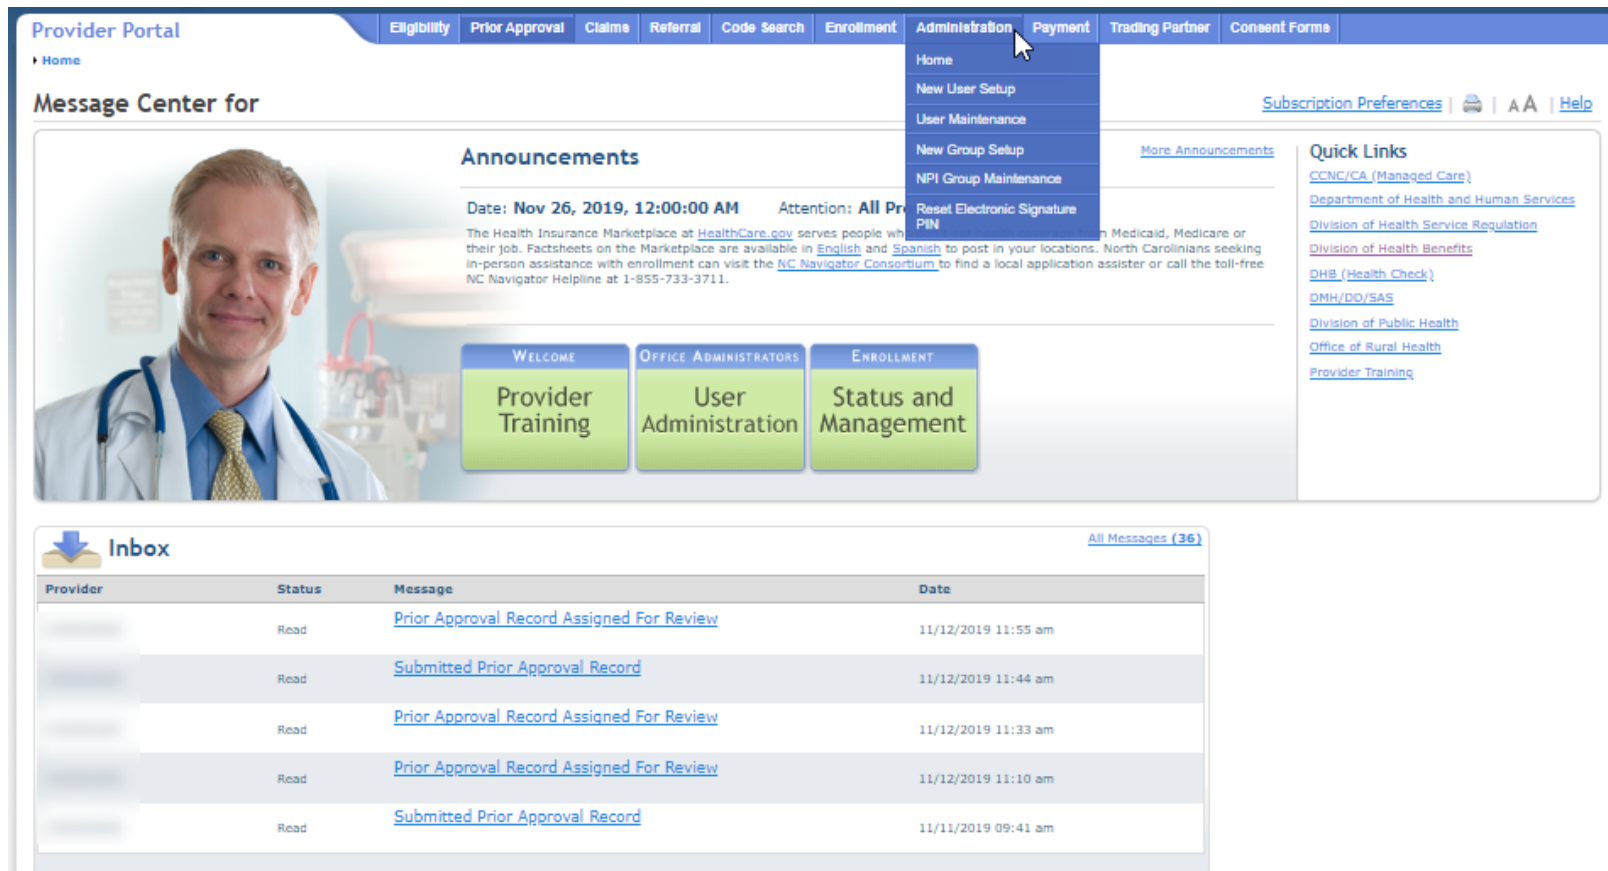 Provider Portal
Eligibility Prior Approval Claims Referral Code Search Enrollment Administration Payment Trading Partner Consent Forms
Home
Home
New User Setup
User Maintenance
New Group Setup
NPI Group Maintenance
Reset Electronic Signature
PIN
Message Center for
Subscription Preferences | | A A | Help
Announcements
More Announcements
Date: Nov 26, 2019, 12:00:00 AM Attention: All Pr
The Health Insurance Marketplace at HealthCare.gov serves people wh Medicaid, Medicare or
their job. Factsheets on the Marketplace are available in English and Spanish to post in your locations. North Carolinians seeking
in-person assistance with enrollment can visit the NC Navigator Consortium to find a local application assister or call the toll-free
NC Navigator Helpline at 1-855-733-3711.
WELCOME
Provider
Training
OFFICE ADMINISTRATORS
User
Administration
ENROLLMENT
Status and
Management
Quick Links
CCNC/CA (Managed Care)
Department of Health and Human Services
Division of Health Service Regulation
Division of Health Benefits
DHB (Health Check)
DMH/DD/SAS
Division of Public Health
Office of Rural Health
Provider Training
Inbox
All Messages (36)
Provider Status Message Date
Read Prior Approval Record Assigned For Review 11/12/2019 11:55 am
Read Submitted Prior Approval Record 11/12/2019 11:44 am
Read Prior Approval Record Assigned For Review 11/12/2019 11:33 am
Read Prior Approval Record Assigned For Review 11/12/2019 11:10 am
Read Submitted Prior Approval Record 11/11/2019 09:41 am